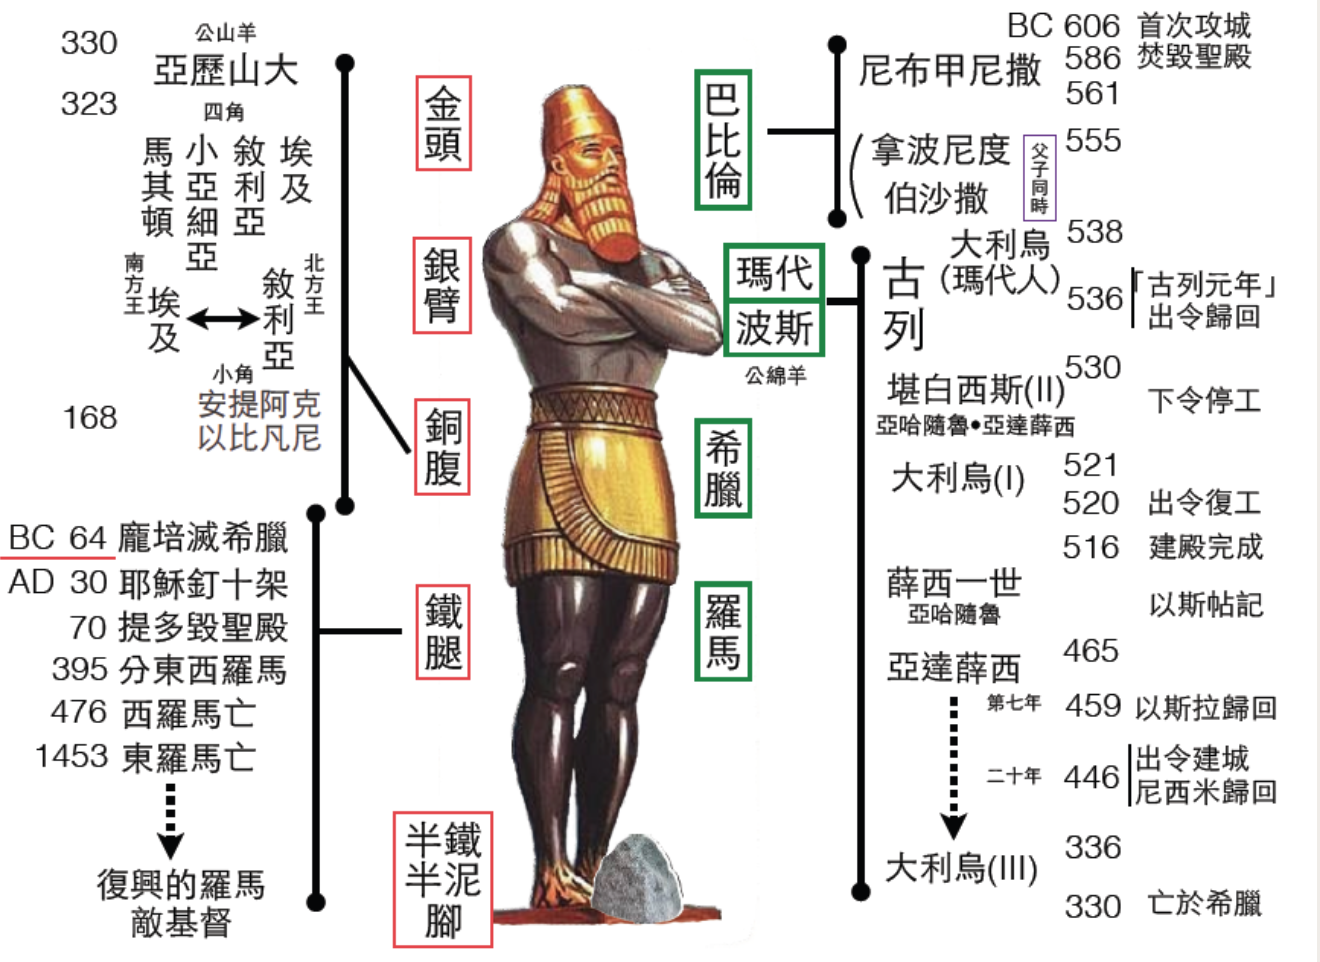 330
公山羊
亞歷山大
323
四角
馬其頓
小亞細亞
敘利亞
埃及
南方王
埃及
敘利亞
北方王
小角
168
安提阿克
以比凡尼
BC 64 龐培滅希臘
AD 30 耶穌釘十架
70 提多毀聖殿
395 分東西羅馬
476 西羅馬亡
1453 東羅馬亡
復興的羅馬
敵基督
金頭
銀臂
銅腹
鐵腿
半鐵
半泥
腳
巴比倫
瑪代
波斯
公綿羊
希臘
羅馬
BC 606 首次攻城
尼布甲尼撒
586 焚毀聖殿
561
拿波尼度
伯沙撒
父子同時
555
大利烏
(瑪代人)
538
古列
536 「古列元年」
出令歸回
530
堪白西斯(II)
亞哈隨魯•亞達薛西
下令停工
大利烏(I)
521
520 出令復工
516 建殿完成
薛西一世
亞哈隨魯
以斯帖記
亞達薛西
465
第七年 459 以斯拉歸回
二十年 446 出令建城
尼西米歸回
大利烏(III)
336
330 亡於希臘